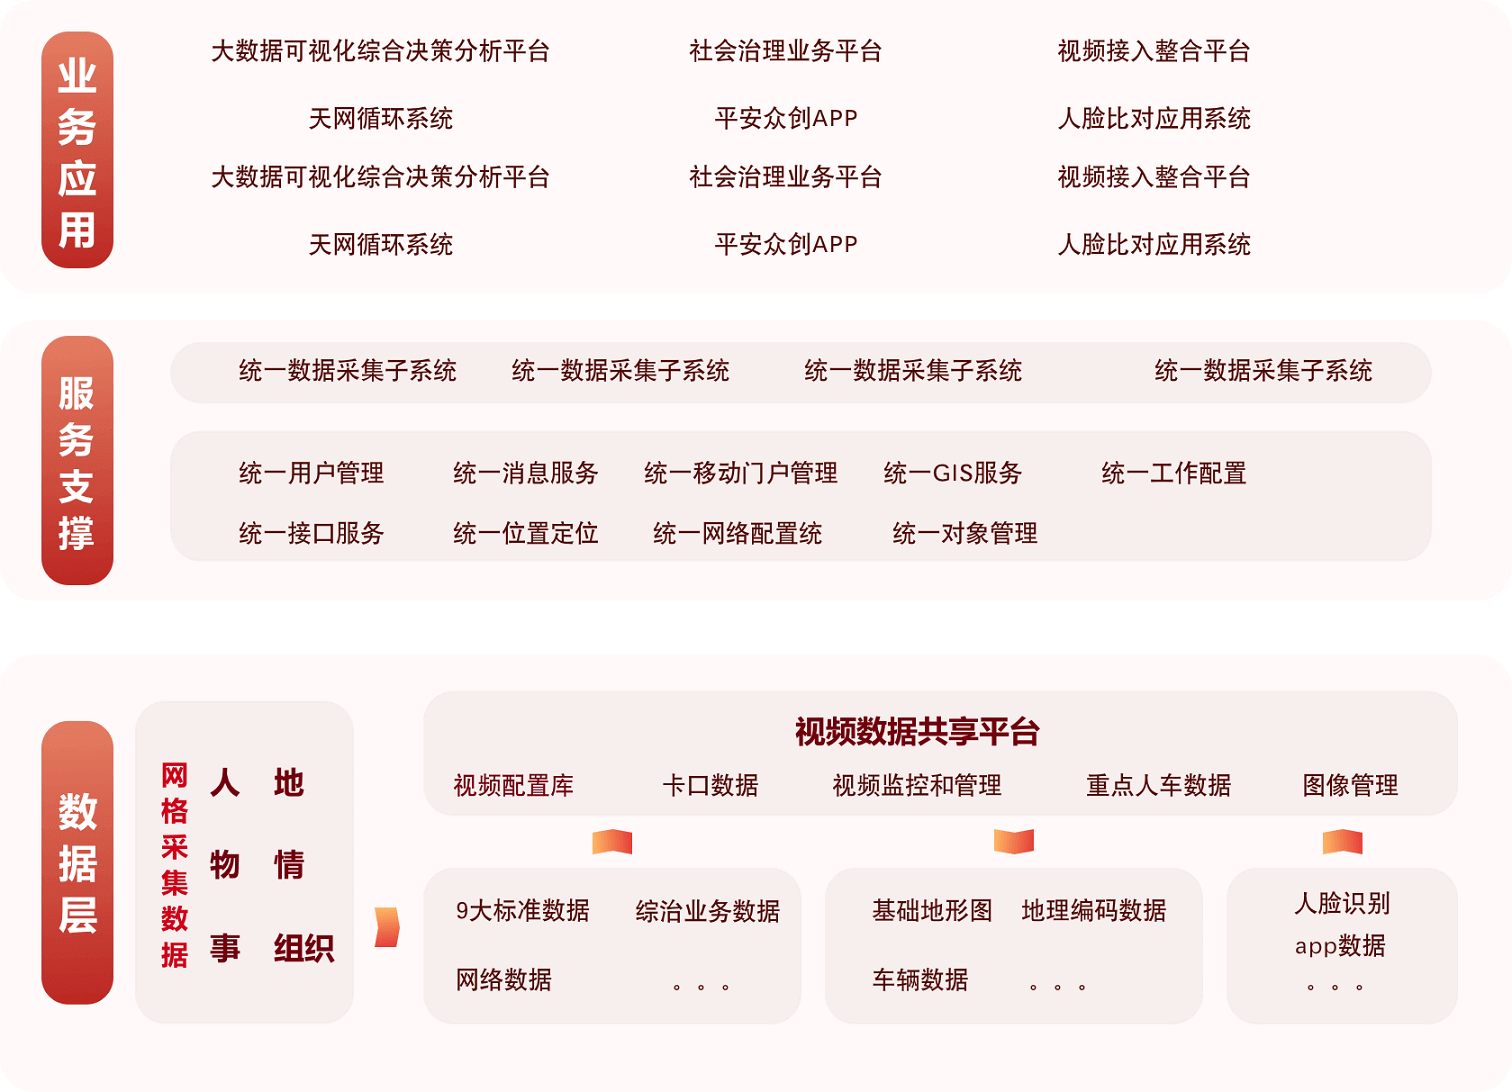 业务应用
大数据可视化综合决策分析平台 社会治理业务平台 视频接入整合平台
天网循环系统 平安众创APP 人脸比对应用系统
大数据可视化综合决策分析平台 社会治理业务平台 视频接入整合平台
天网循环系统 平安众创APP 人脸比对应用系统
服务支撑
统一数据采集子系统 统一数据采集子系统 统一数据采集子系统 统一数据采集子系统
统一用户管理 统一消息服务 统一移动门户管理 统一GIS服务 统一工作配置
统一接口服务 统一位置定位 统一网络配置统 统一对象管理
数据层
网格采集数据
人 地
物 情
事 组织
视频数据共享平台
视频配置库 卡口数据 视频监控和管理 重点人车数据 图像管理
9大标准数据 综治业务数据
网络数据 。。。
基础地形图 地理编码数据
车辆数据 。。。
人脸识别
app数据
。。。